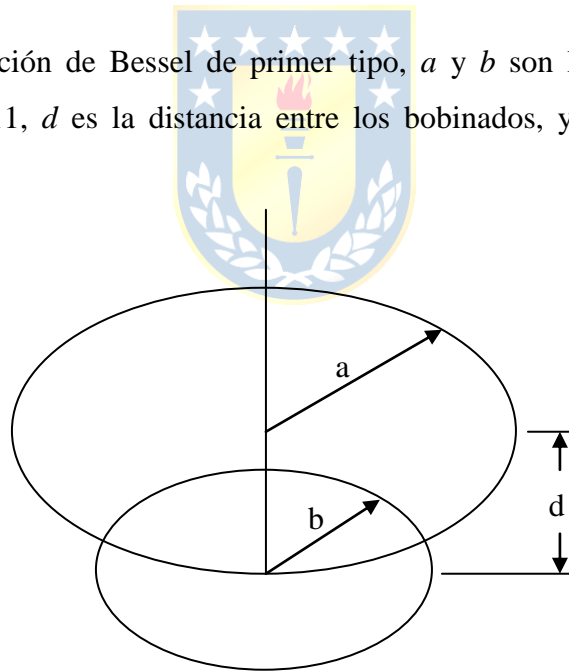 ción de Bessel de primer tipo, a y b son
1, d es la distancia entre los bobinados, y
a
b
d